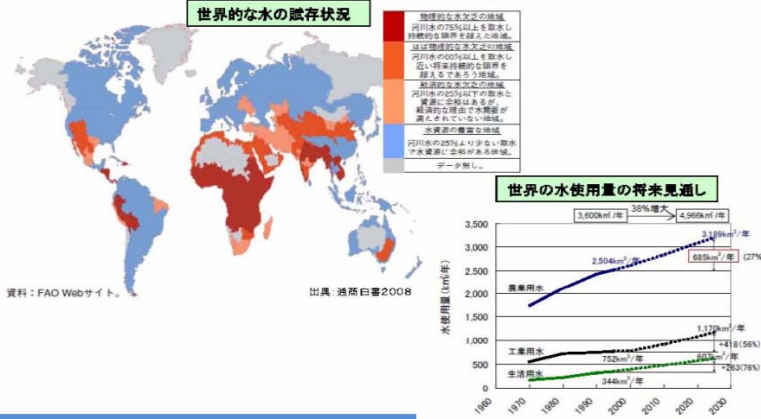 世界的な水の賦存状況
物理的な水欠乏の地域
河川水の75%以上を取水し
持続的な限界を超えた地域。
ほぼ物理的な水欠乏の地域
河川水の60%以上を取水し
近い将来持続的な限界を
超えるであろう地域。
経済的な水欠乏の地域
河川水の25%以下の取水と
資源に余裕はあるが、
経済的な理由で水需要が
満たされていない地域。
水資源の豊富な地域
河川水の25%より少ない取水
で水資源に余裕がある地域。
データ無し。
資料：FAO Webサイト。
出典：通商白書2008
世界の水使用量の将来見通し
3,600㎦/年
38%増大
4,966㎦/年
水使用量(㎦/年)
3,500
3,000
2,500
2,000
1,500
1,000
500
0
農業用水
2,504km³/年
3,189km³/年
685km³/年
(27%
工業用水
752km³/年
1,170km³/年
+418(56%)
生活用水
344km³/年
607km³/年
+263(76%)
1960
1970
1980
1990
2000
2010
2020
2030